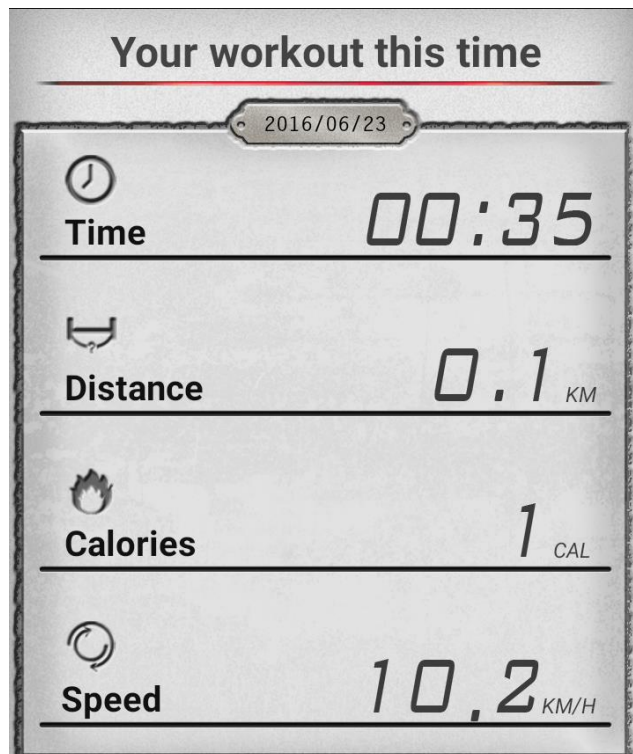 Your workout this time
2016/06/23
Time
00:35
Distance
0.1 KM
Calories
1 CAL
Speed
10,2 KM/H